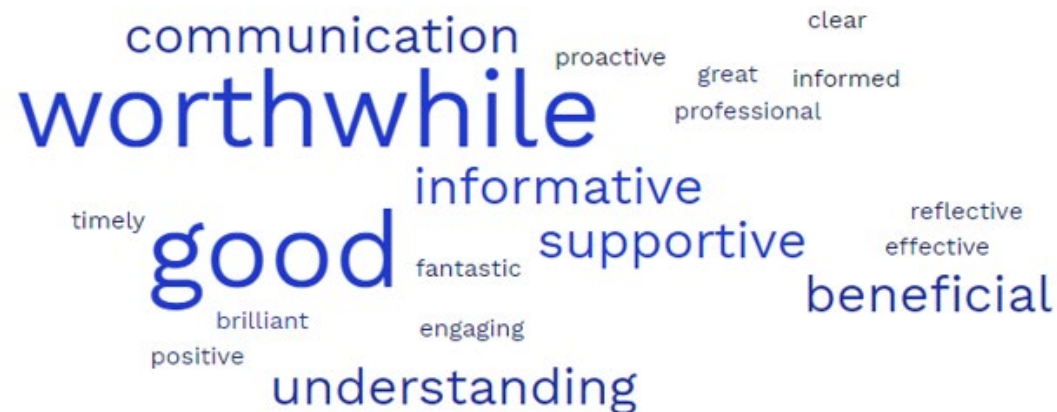 clear
communication
proactive
great informed
worthwhile
professional
informative
timely
reflective
good
supportive
effective
fantastic
beneficial
brilliant
engaging
positive
understanding